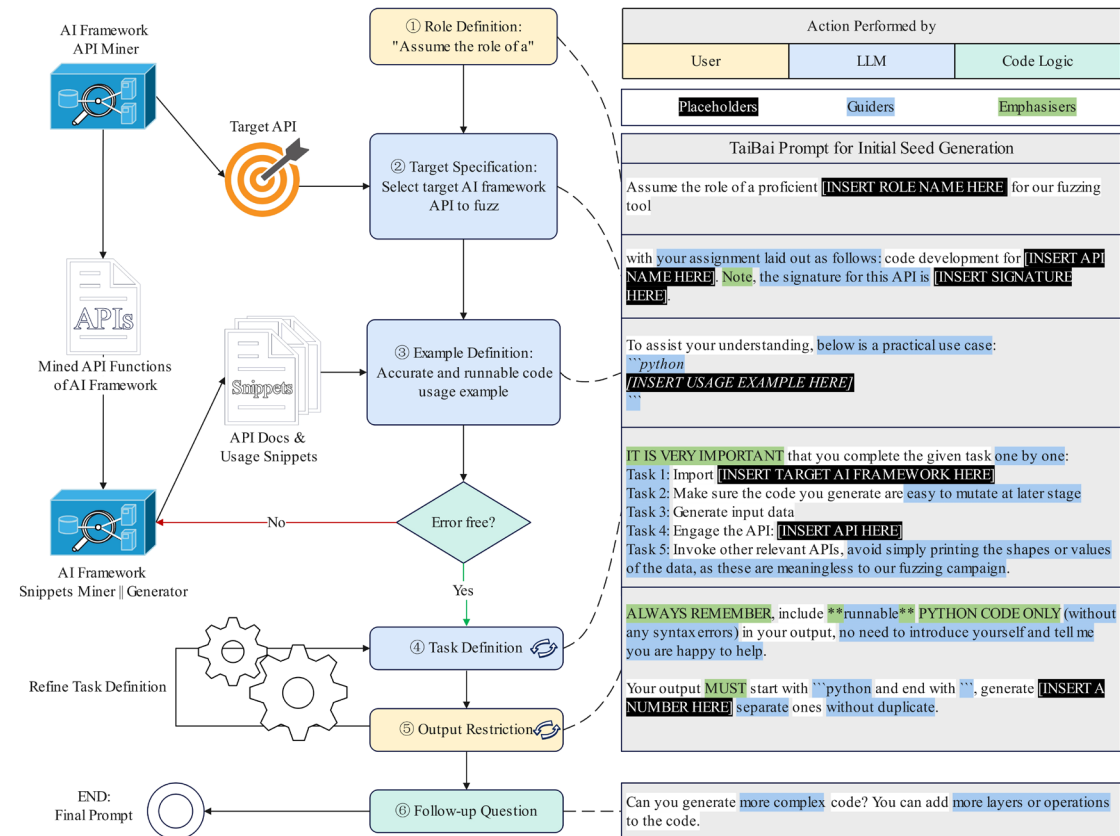 AI Framework
API Miner
Target API
APIs
Mined API Functions
of AI Framework
Snippets
API Docs &
Usage Snippets
AI Framework
Snippets Miner || Generator
① Role Definition:
"Assume the role of a"
② Target Specification:
Select target AI framework
API to fuzz
③ Example Definition:
Accurate and runnable code
usage example
Error free?
No
Yes
④ Task Definition
Refine Task Definition
⑤ Output Restriction
⑥ Follow-up Question
END:
Final Prompt
Action Performed by
User
LLM
Code Logic
Placeholders
Guiders
Emphasisers
TaiBai Prompt for Initial Seed Generation
Assume the role of a proficient [INSERT ROLE NAME HERE for our fuzzing
tool
with your assignment laid out as follows: code development for [INSERT API
NAME HERE]. Note, the signature for this API is [INSERT SIGNATURE
HERE].
To assist your understanding, below is a practical use case:
```python
[INSERT USAGE EXAMPLE HERE]
```
IT IS VERY IMPORTANT that you complete the given task one by one:
Task 1: Import [INSERT TARGET AI FRAMEWORK HERE]
Task 2: Make sure the code you generate are easy to mutate at later stage
Task 3: Generate input data
Task 4: Engage the API: [INSERT API HERE]
Task 5: Invoke other relevant APIs, avoid simply printing the shapes or values
of the data, as these are meaningless to our fuzzing campaign.
ALWAYS REMEMBER, include **runnable** PYTHON CODE ONLY (without
any syntax errors) in your output, no need to introduce yourself and tell me
you are happy to help.
Your output MUST start with ```python and end with ```, generate [INSERT A
NUMBER HERE] separate ones without duplicate.
Can you generate more complex code? You can add more layers or operations
to the code.